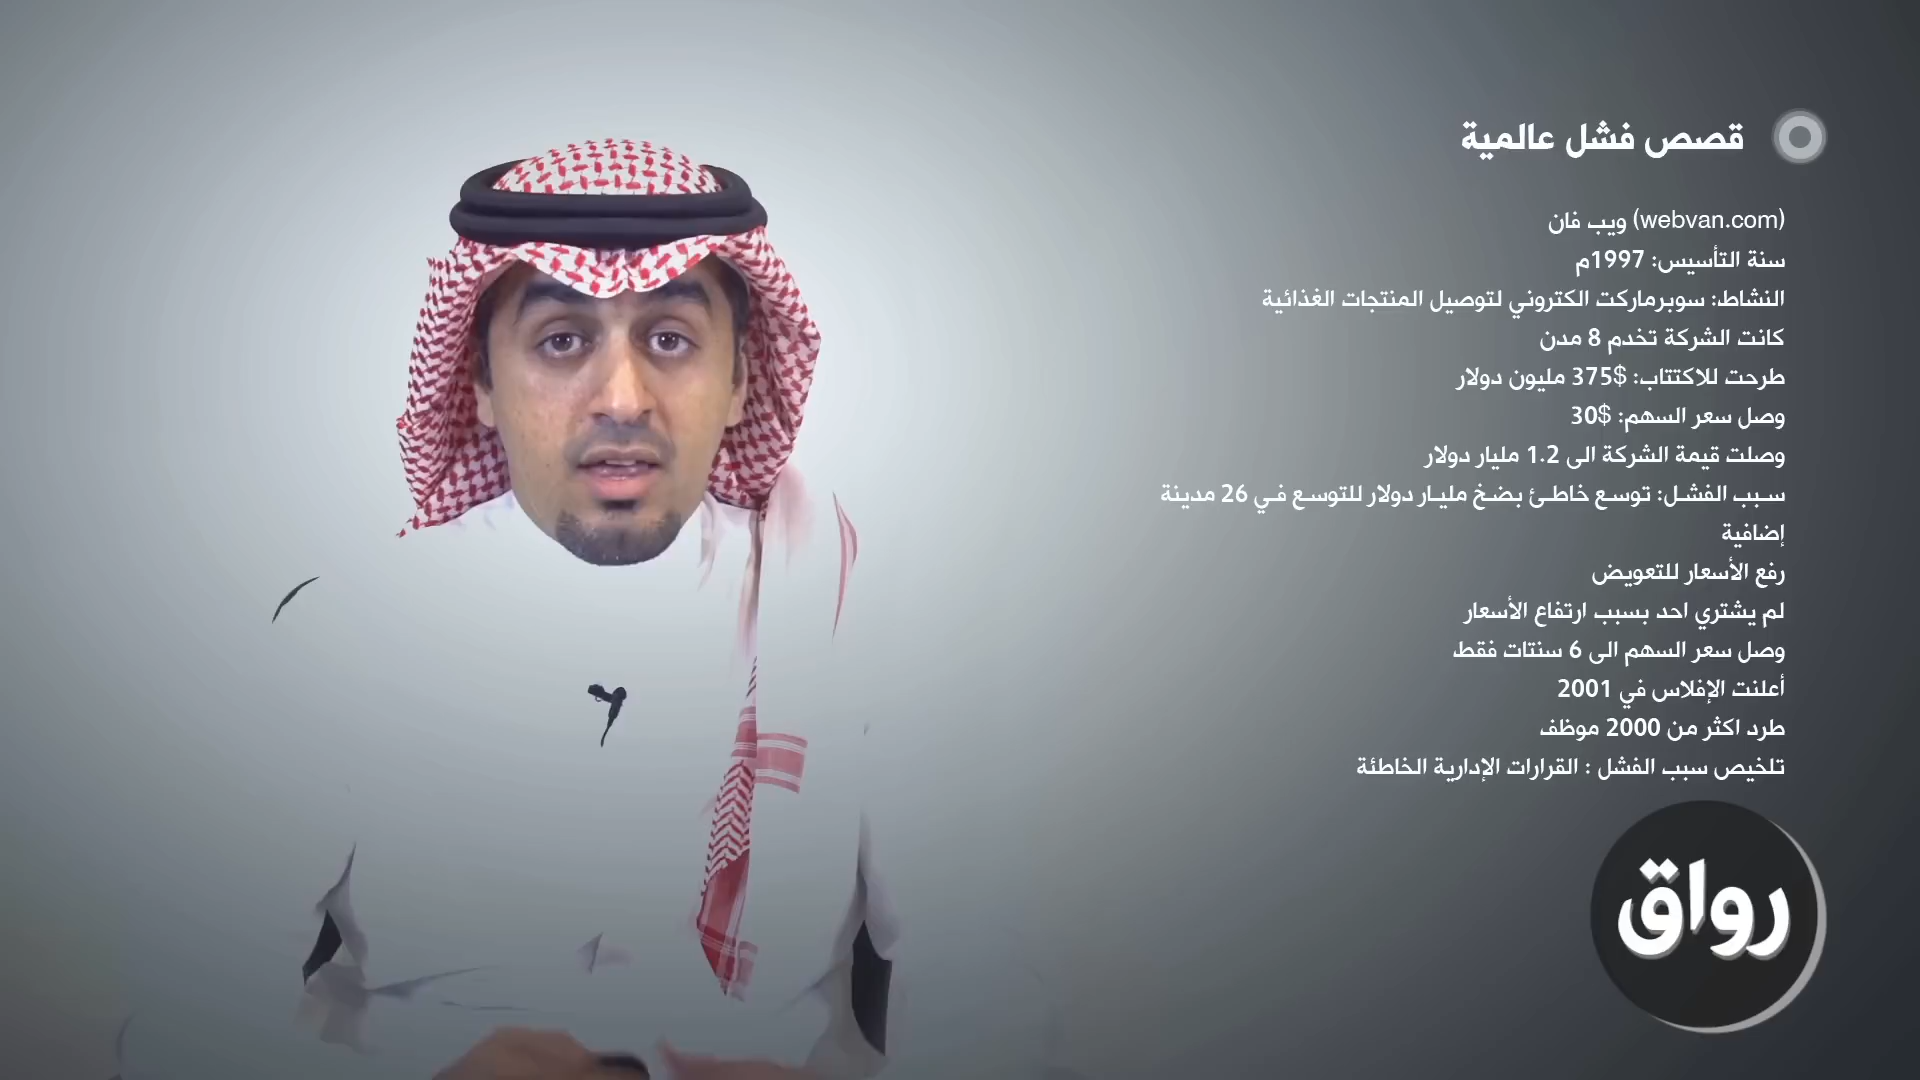 قصص فشل عالمية
(webvan.com) ويب فان
سنة التأسيس: 1997م
النشاط: سوبرماركت الكتروني لتوصيل المنتجات الغذائية
كانت الشركة تخدم 8 مدن
طرحت للاكتتاب: $375 مليون دولار
وصل سعر السهم: $30
وصلت قيمة الشركة الى 1.2 مليار دولار
سبب الفشل: توسع خاطئ بضخ مليار دولار للتوسع في 26 مدينة
إضافية
رفع الأسعار للتعويض
لم يشتري احد بسبب ارتفاع الأسعار
وصل سعر السهم الى 6 سنتات فقط
أعلنت الإفلاس في 2001
طرد اكثر من 2000 موظف
تلخيص سبب الفشل : القرارات الإدارية الخاطئة
رواق